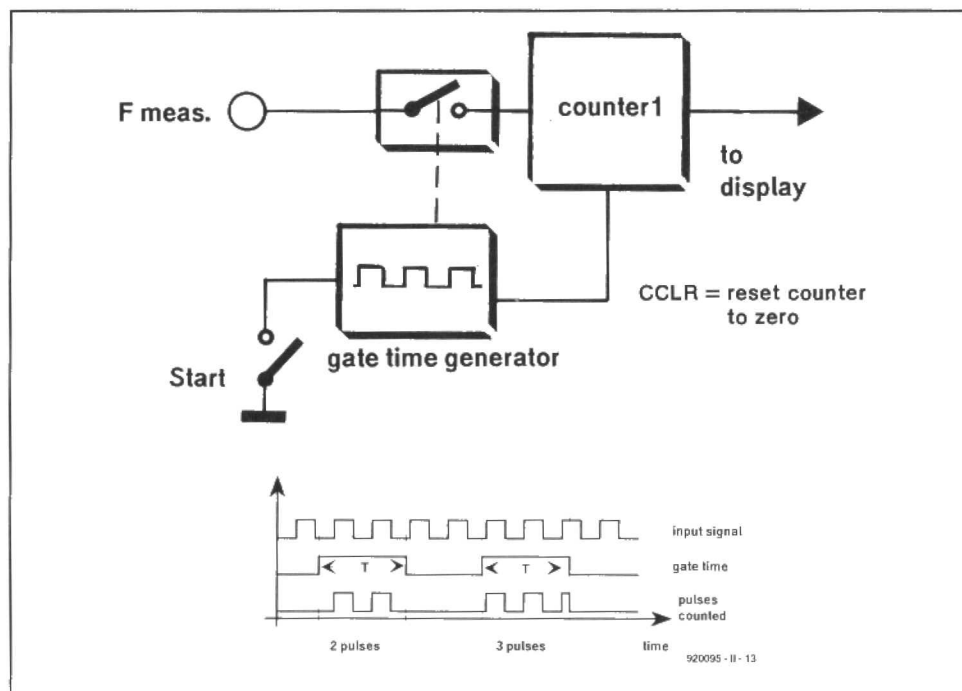 F meas.
counter1
to
display
CCLR = reset counter
to zero
gate time generator
Start
input signal
gate time
T
T
pulses
counted
2 pulses
3 pulses
time
920095 - II - 13